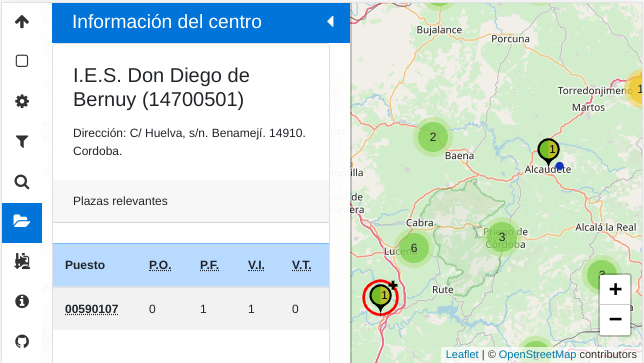 Información del centro
I.E.S. Don Diego de
Bernuy (14700501)
Dirección: C/ Huelva, s/n. Benamejí. 14910.
Cordoba.
Plazas relevantes
Puesto P.O. P.F. V.I. V.T.
00590107 0 1 1 0
Bujalance
Porcuna
Torredonjimeno
1
Martos
2
1
Baena
Alcaudete
de
Cabra
Alcalá la Real
3
Priego de
Córdoba
6
Lucena
3
1
Rute
+
−
Leaflet | © OpenStreetMap contributors